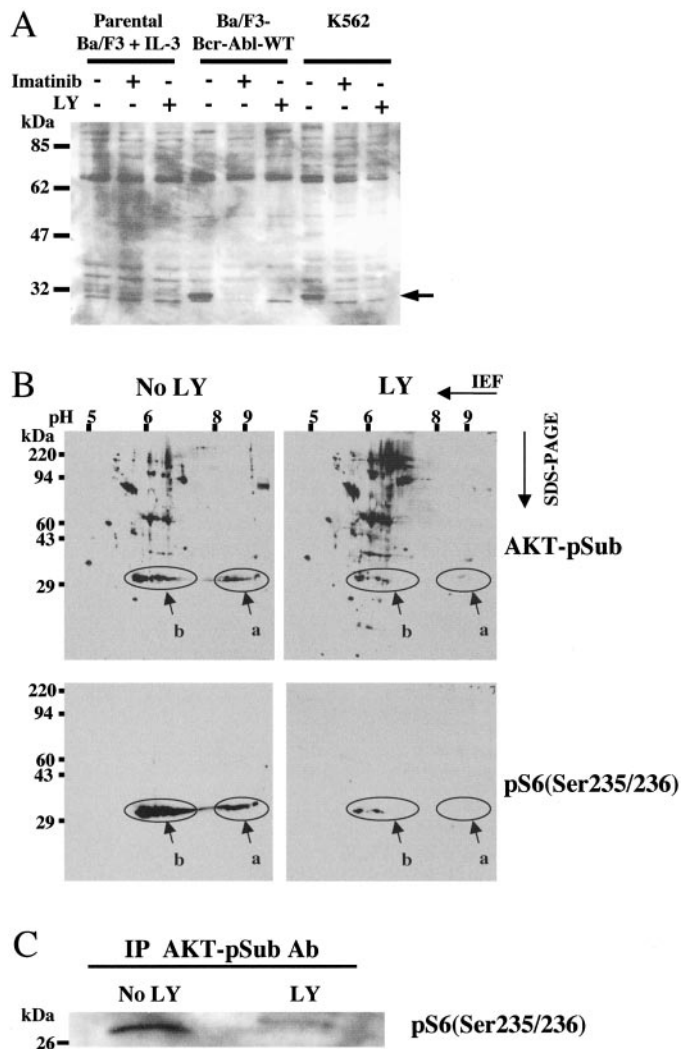 A
Parental Ba/F3- K562
Ba/F3 + IL-3 Bcr-Abl-WT
Imatinib - + - - + - - + -
LY - - + - - + - - +
kDa
85
62
47
32
B
No LY LY IEF
pH 5 6 8 9 5 6 8 9
kDa
220
94
60
43
29
b a b a
SDS-PAGE
AKT-pSub
220
94
60
43
29
b a b a
pS6(Ser235/236)
C
IP AKT-pSub Ab
No LY LY
kDa
26
pS6(Ser235/236)